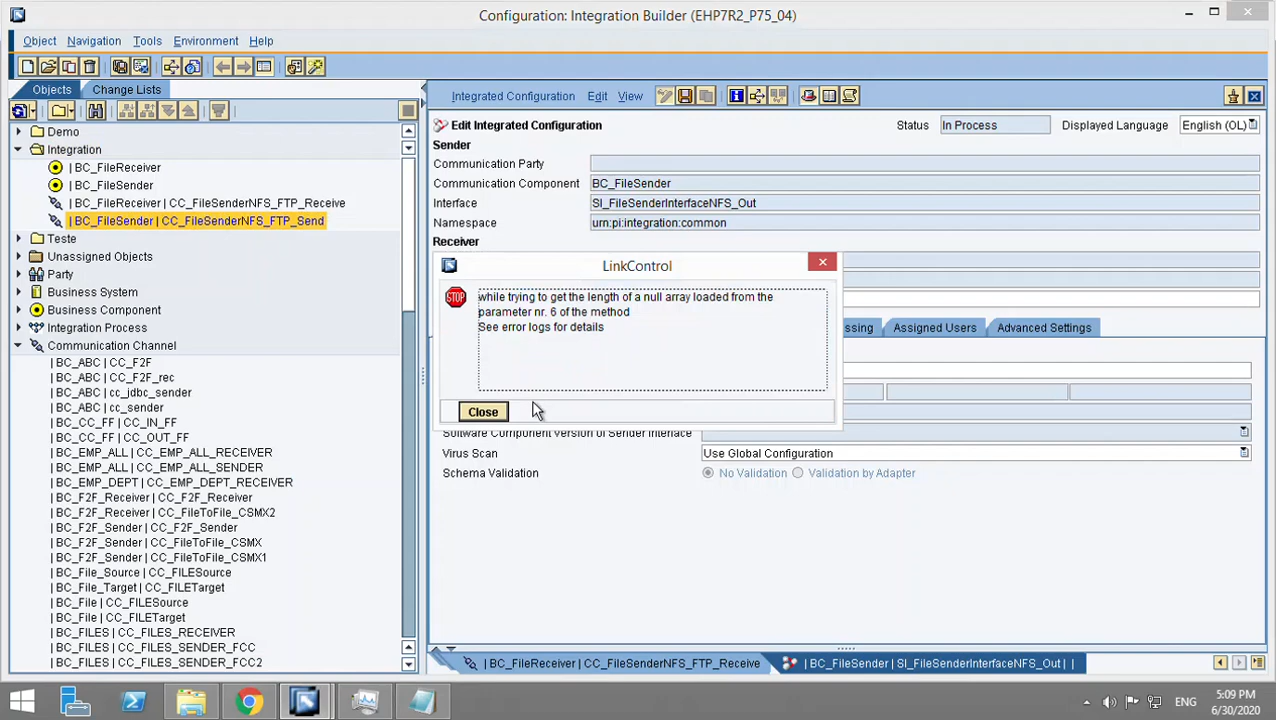 Configuration: Integration Builder (EHP7R2_P75_04)
Object Navigation Tools Environment Help
Objects Change Lists
Demo
Integration
| BC_FileReceiver
| BC_FileSender
| BC_FileReceiver | CC_FileSenderNFS_FTP_Receive
| BC_FileSender | CC_FileSenderNFS_FTP_Send
Teste
Unassigned Objects
Party
Business System
Business Component
Integration Process
Communication Channel
| BC_ABC | CC_F2F
| BC_ABC | CC_F2F_rec
| BC_ABC | cc_jdbc_sender
| BC_ABC | cc_sender
| BC_CC_FF | CC_IN_FF
| BC_CC_FF | CC_OUT_FF
| BC_EMP_ALL | CC_EMP_ALL_RECEIVER
| BC_EMP_ALL | CC_EMP_ALL_SENDER
| BC_EMP_DEPT | CC_EMP_DEPT_RECEIVER
| BC_F2F_Receiver | CC_F2F_Receiver
| BC_F2F_Receiver | CC_FileToFile_CSMX2
| BC_F2F_Sender | CC_F2F_Sender
| BC_F2F_Sender | CC_FileToFile_CSMX
| BC_F2F_Sender | CC_FileToFile_CSMX1
| BC_File_Source | CC_FILESource
| BC_File_Target | CC_FILETarget
| BC_File | CC_FILESource
| BC_File | CC_FILETarget
| BC_FILES | CC_FILES_RECEIVER
| BC_FILES | CC_FILES_SENDER_FCC
| BC_FILES | CC_FILES_SENDER_FCC2
Integrated Configuration Edit View
Edit Integrated Configuration Status In Process Displayed Language English (OL)
Sender
Communication Party
Communication Component BC_FileSender
Interface SI_FileSenderInterfaceNFS_Out
Namespace urn:pi:integration:common
Receiver
LinkControl
STOP
while trying to get the length of a null array loaded from the
parameter nr. 6 of the method
See error logs for details
Close
ssing Assigned Users Advanced Settings
Software Component Version of Sender Interface
Virus Scan Use Global Configuration
Schema Validation No Validation Validation by Adapter
| BC_FileReceiver | CC_FileSenderNFS_FTP_Receive | BC_FileSender | SI_FileSenderInterfaceNFS_Out | |
ENG
5:09 PM
6/30/2020